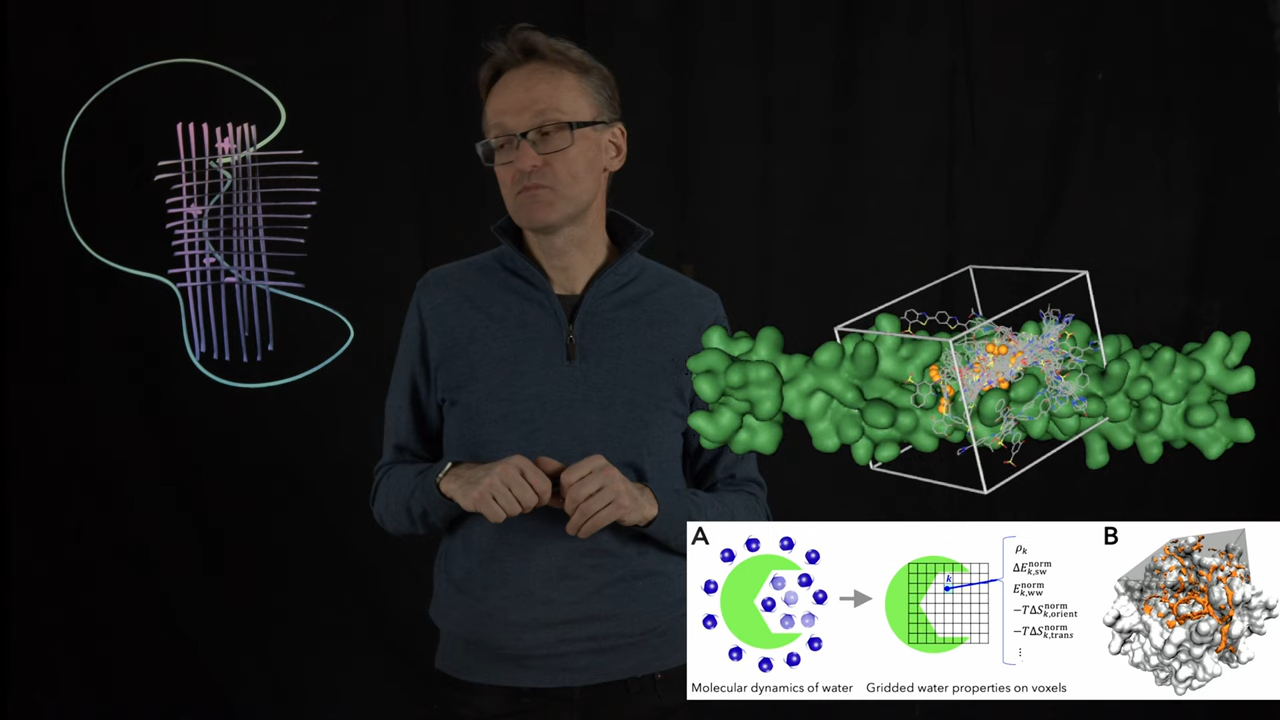 A
B
k
ρ_k
ΔE^norm_k,sw
E^norm_k,ww
−TΔS^norm_k,orient
−TΔS^norm_k,trans
⋮
Molecular dynamics of water
Gridded water properties on voxels